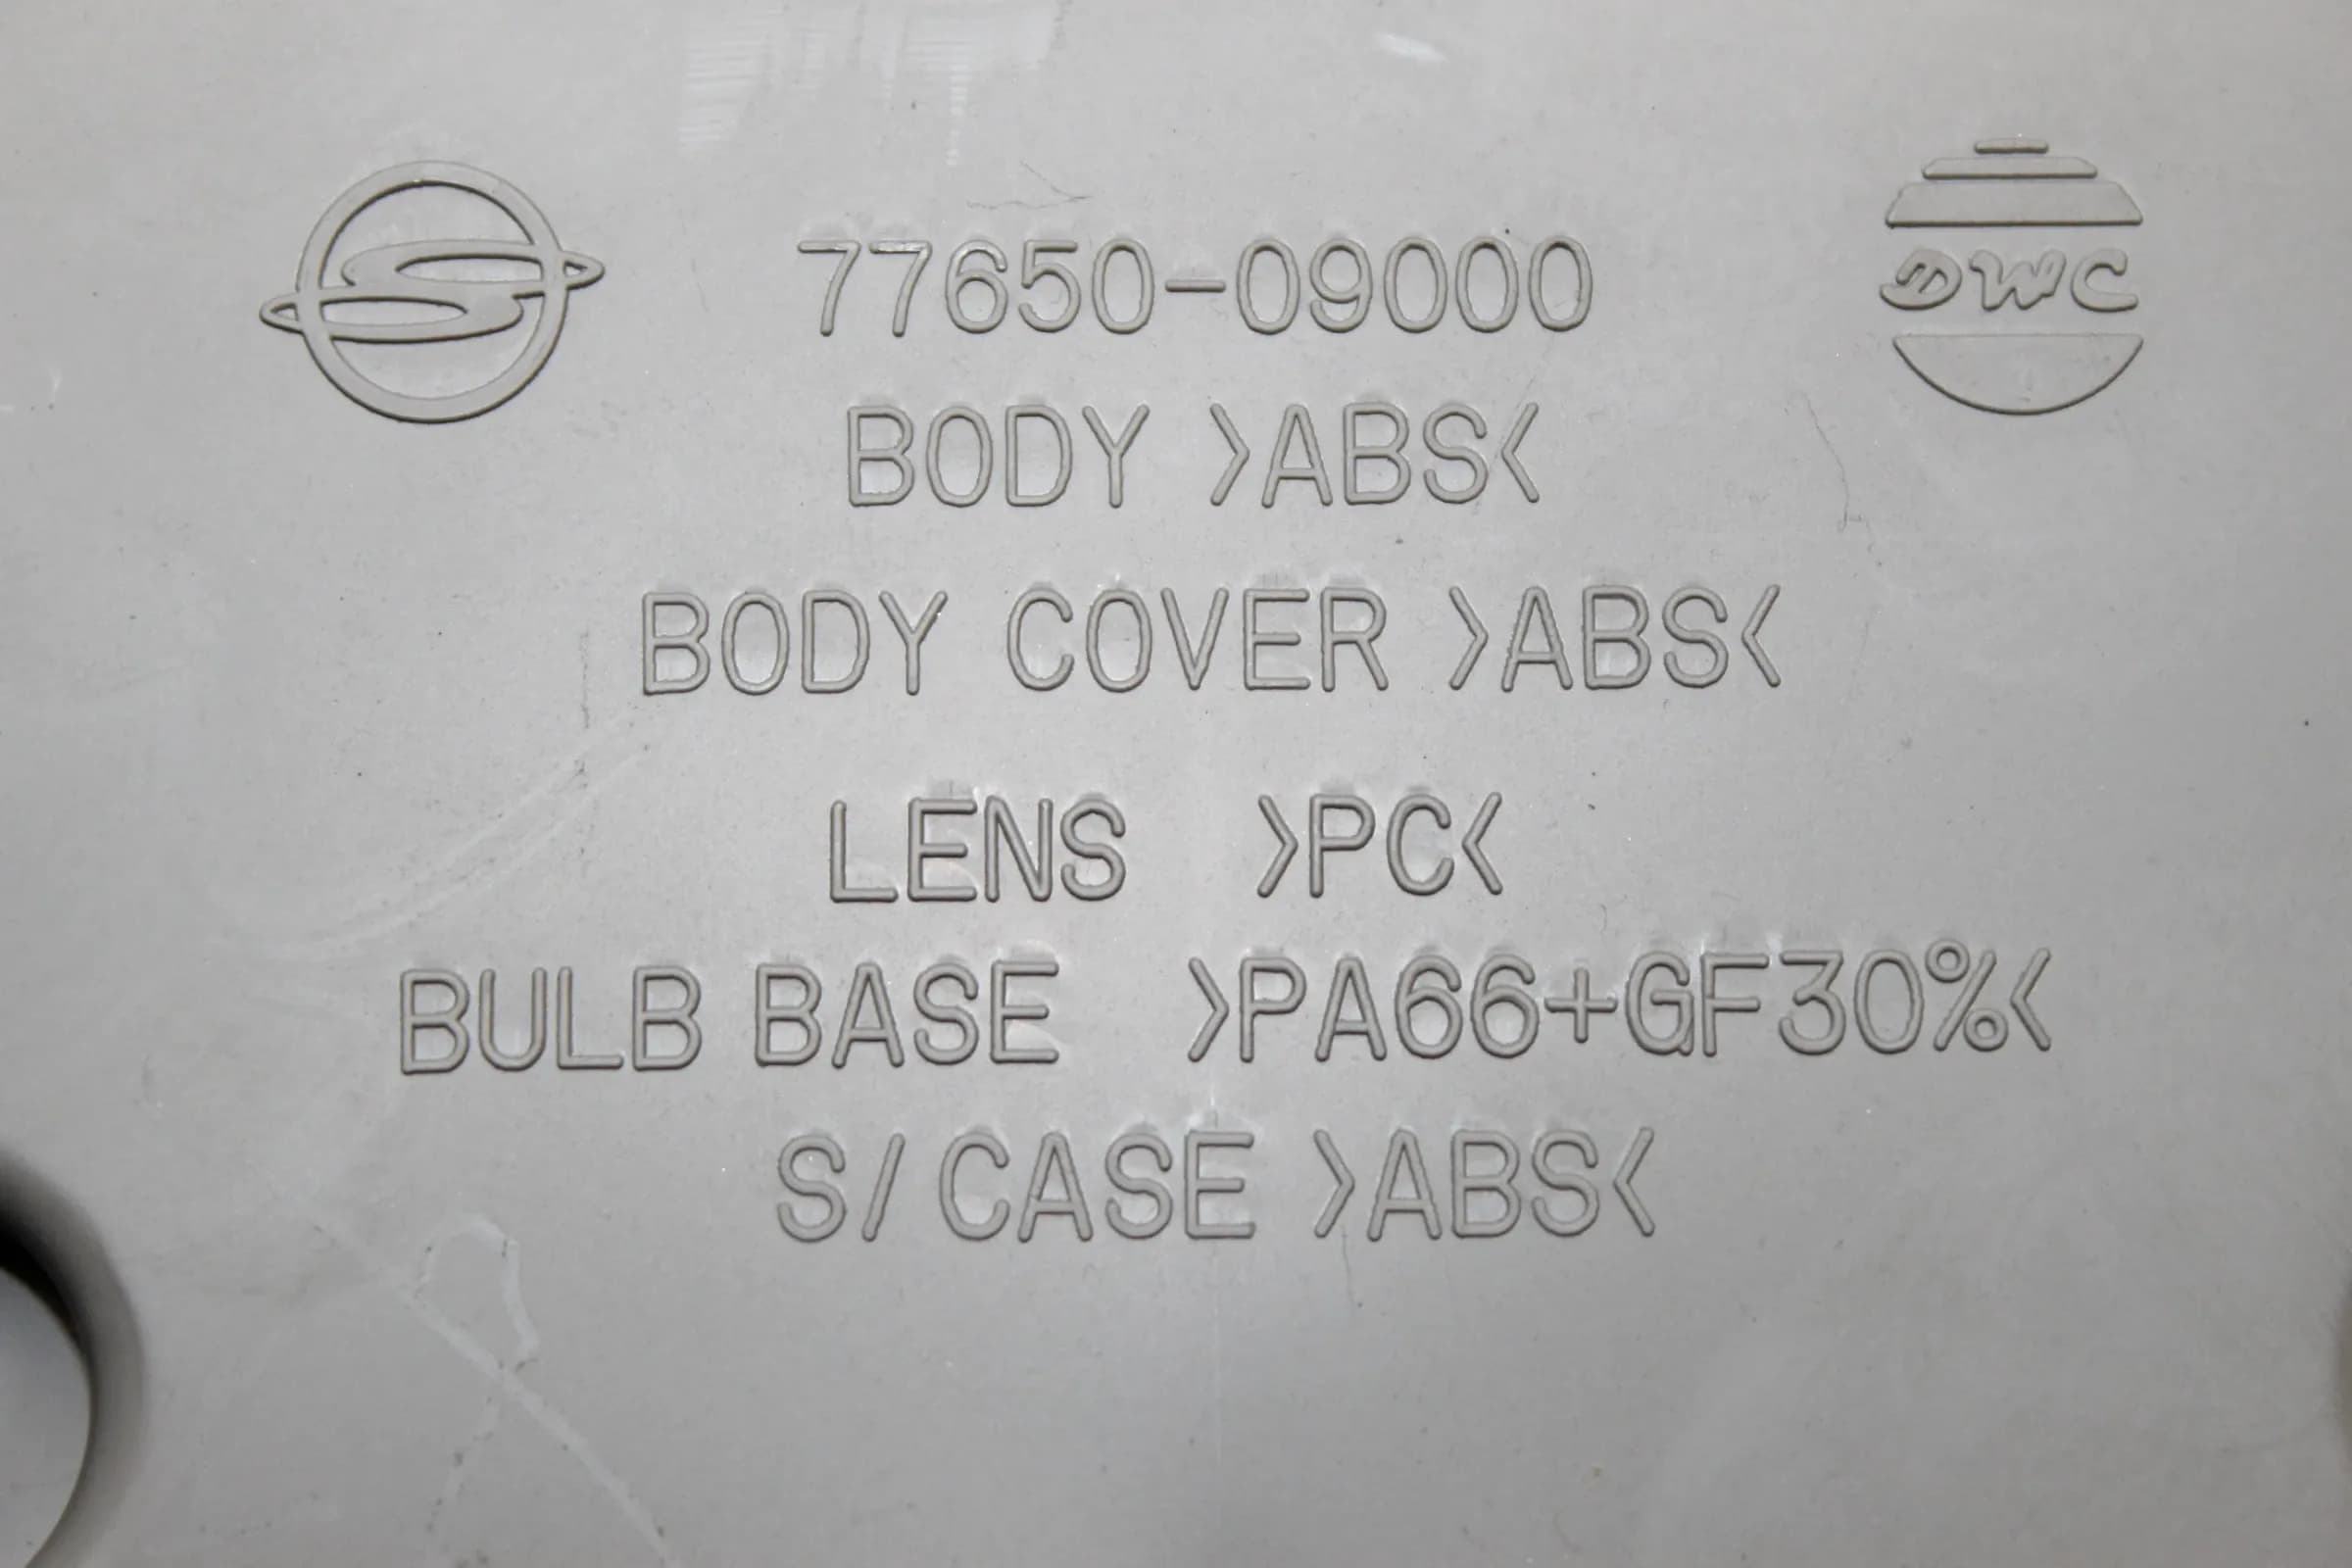 77650-09000
DWC
BODY >ABS<
BODY COVER >ABS<
LENS >PC<
BULB BASE >PA66+GF30%<
S/CASE >ABS<